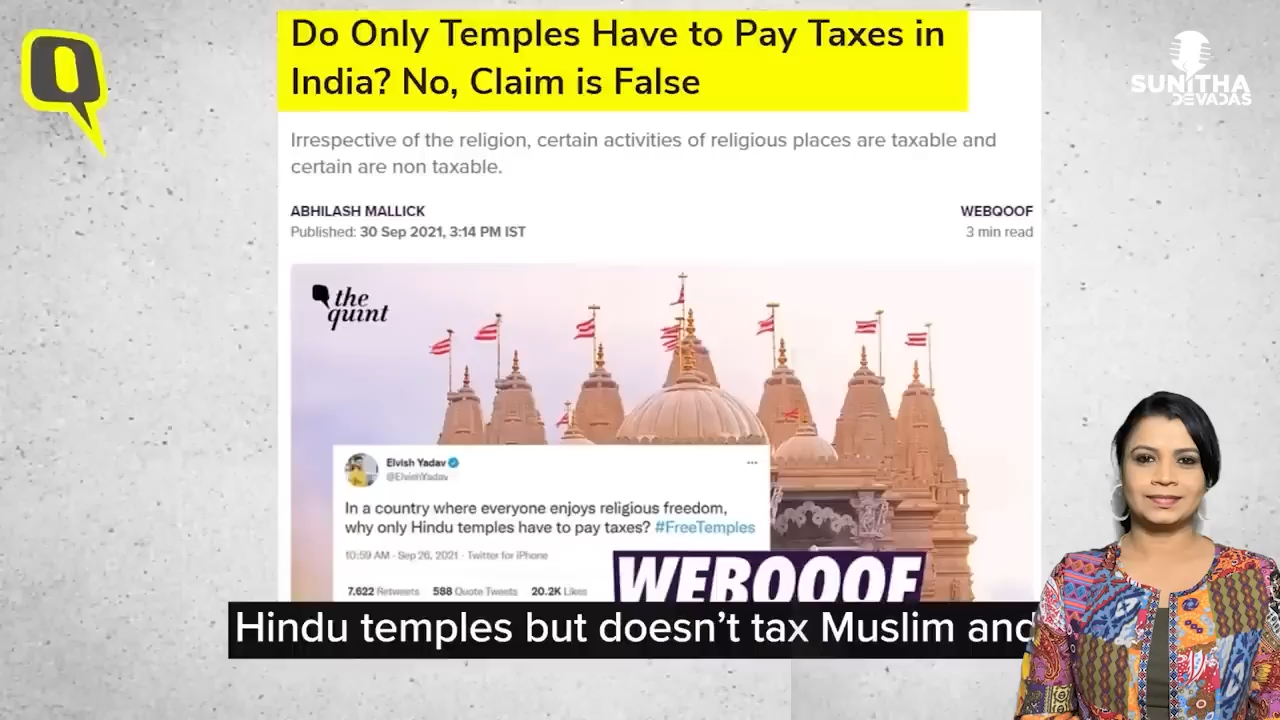 Q
SUNITHA
DEVADAS
Do Only Temples Have to Pay Taxes in
India? No, Claim is False
Irrespective of the religion, certain activities of religious places are taxable and
certain are non taxable.
ABHILASH MALLICK
WEBQOOF
Published: 30 Sep 2021, 3:14 PM IST
3 min read
the
quint
Elvish Yadav
@ElvishYadav
In a country where everyone enjoys religious freedom,
why only Hindu temples have to pay taxes? #FreeTemples
10:59 AM · Sep 26, 2021 · Twitter for iPhone
7,622 Retweets 588 Quote Tweets 20.2K Likes
WEBQOOF
Hindu temples but doesn't tax Muslim and